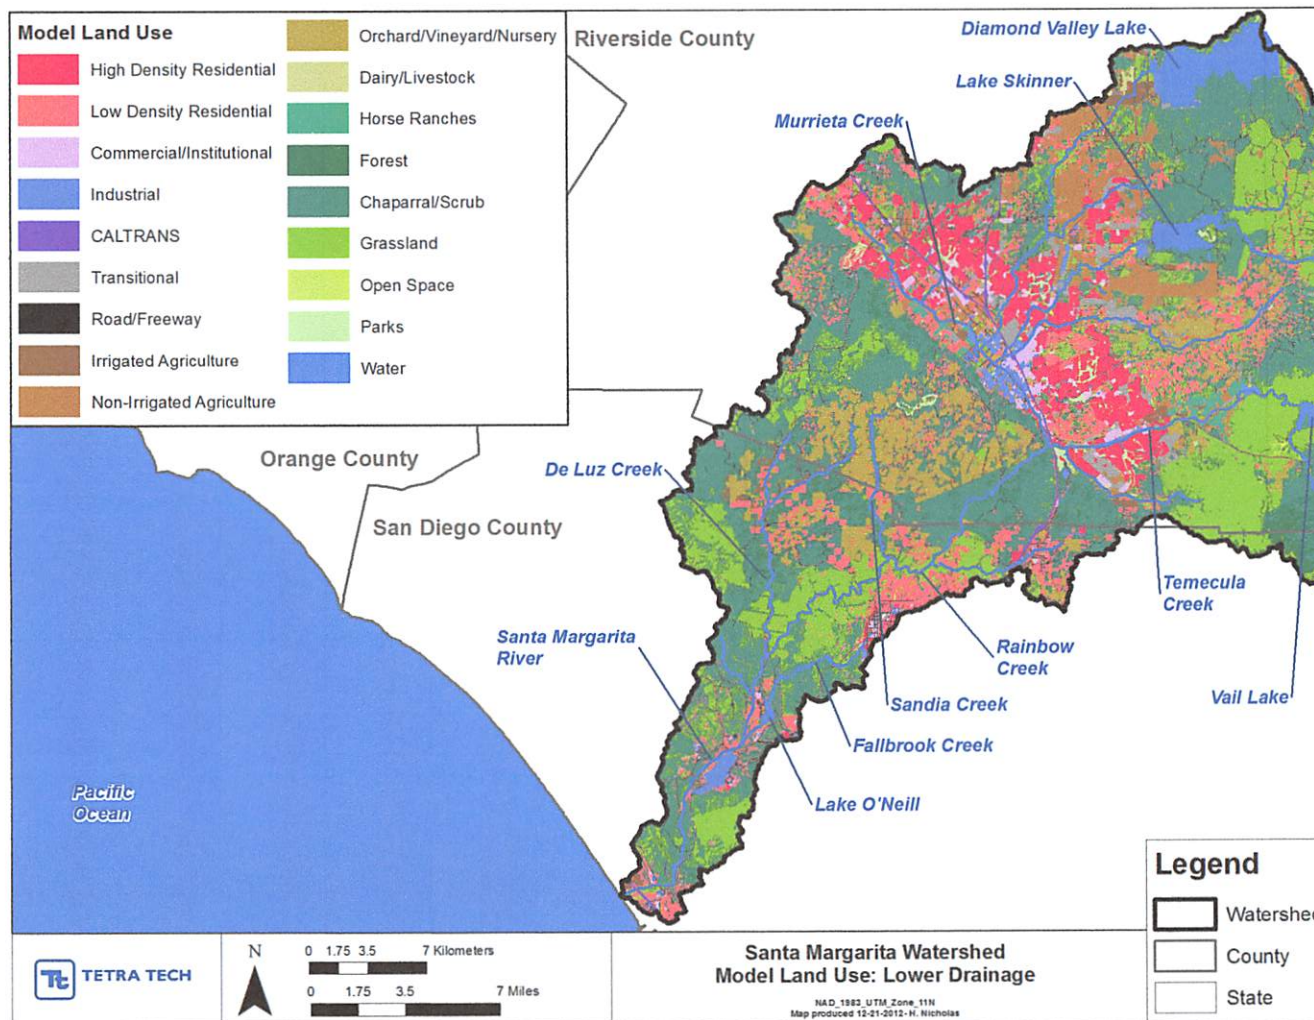 Model Land Use
High Density Residential
Low Density Residential
Commercial/Institutional
Industrial
CALTRANS
Transitional
Road/Freeway
Irrigated Agriculture
Non-Irrigated Agriculture
Orchard/Vineyard/Nursery
Dairy/Livestock
Horse Ranches
Forest
Chaparral/Scrub
Grassland
Open Space
Parks
Water
Riverside County
Diamond Valley Lake
Lake Skinner
Murrieta Creek
Orange County
De Luz Creek
San Diego County
Temecula
Creek
Santa Margarita
River
Rainbow
Creek
Vail Lake
Sandia Creek
Fallbrook Creek
Lake O'Neill
Pacific
Ocean
Legend
Watershed
County
State
Tt TETRA TECH
N
0 1.75 3.5 7 Kilometers
0 1.75 3.5 7 Miles
Santa Margarita Watershed
Model Land Use: Lower Drainage
NAD_1983_UTM_Zone_11N
Map produced 12-21-2012- H. Nicholas